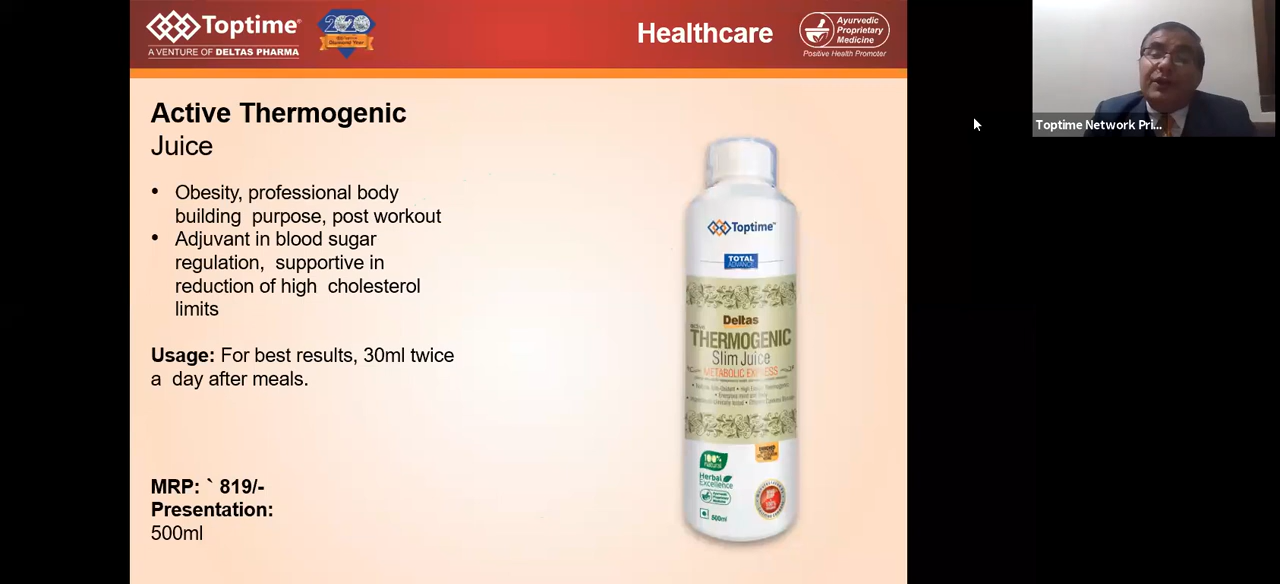 Toptime
A VENTURE OF DELTAS PHARMA
2020
Diamond Year
Healthcare
Ayurvedic
Proprietary
Medicine
Positive Health Promoter
Toptime Network Pri...
Active Thermogenic
Juice
• Obesity, professional body
building purpose, post workout
• Adjuvant in blood sugar
regulation, supportive in
reduction of high cholesterol
limits
Usage: For best results, 30ml twice
a day after meals.
MRP: ` 819/-
Presentation:
500ml
Toptime
TOTAL
ADVANCE
Deltas
THERMOGENIC
Slim Juice
METABOLIC EXPRESS
100%
natural
Herbal
Excellence
500ml